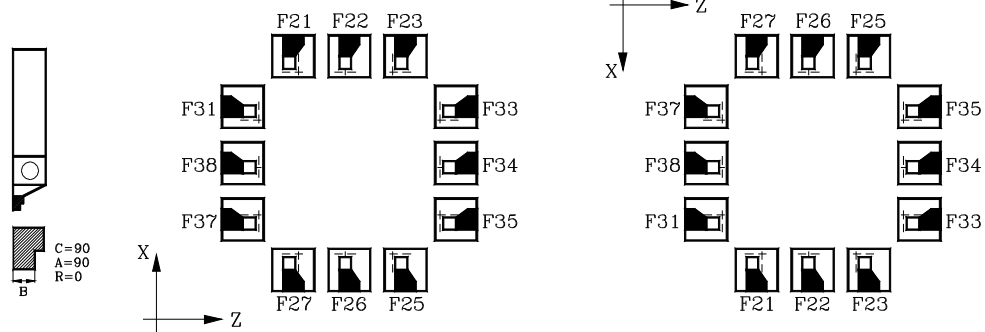 F21 F22 F23
Z
F27 F26 F25
X
F31 F33
F37 F35
F38 F34
F38 F34
F37 F35
F31 F33
C=90
A=90
R=0
B
X
F27 F26 F25
Z
F21 F22 F23